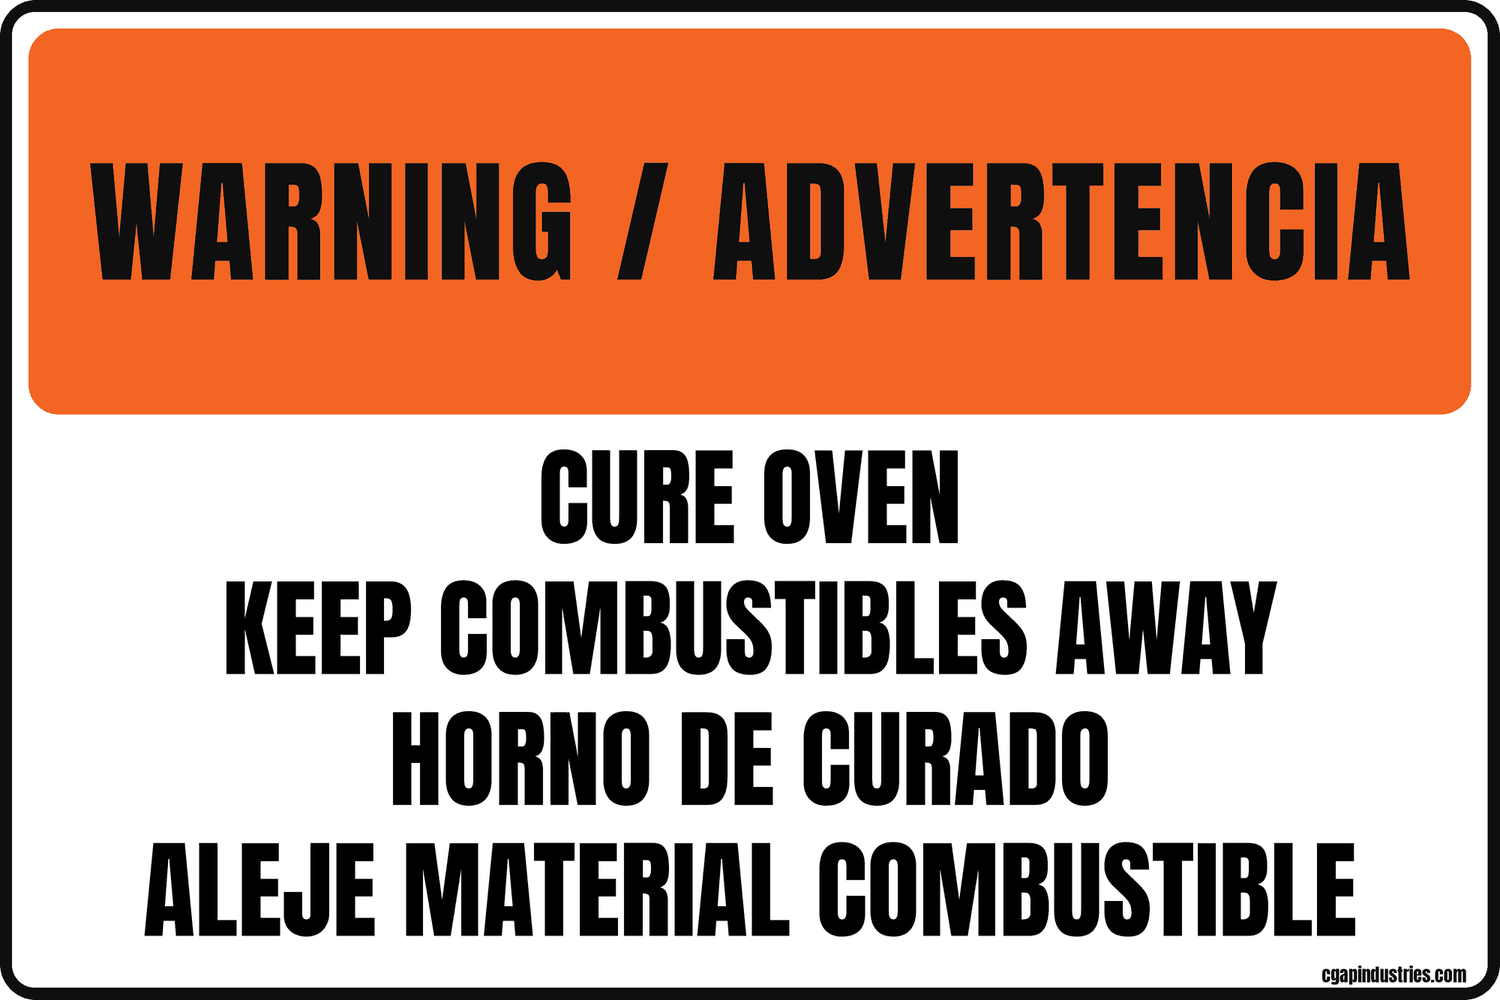 WARNING / ADVERTENCIA
CURE OVEN
KEEP COMBUSTIBLES AWAY
HORNO DE CURADO
ALEJE MATERIAL COMBUSTIBLE
cgapindustries.com